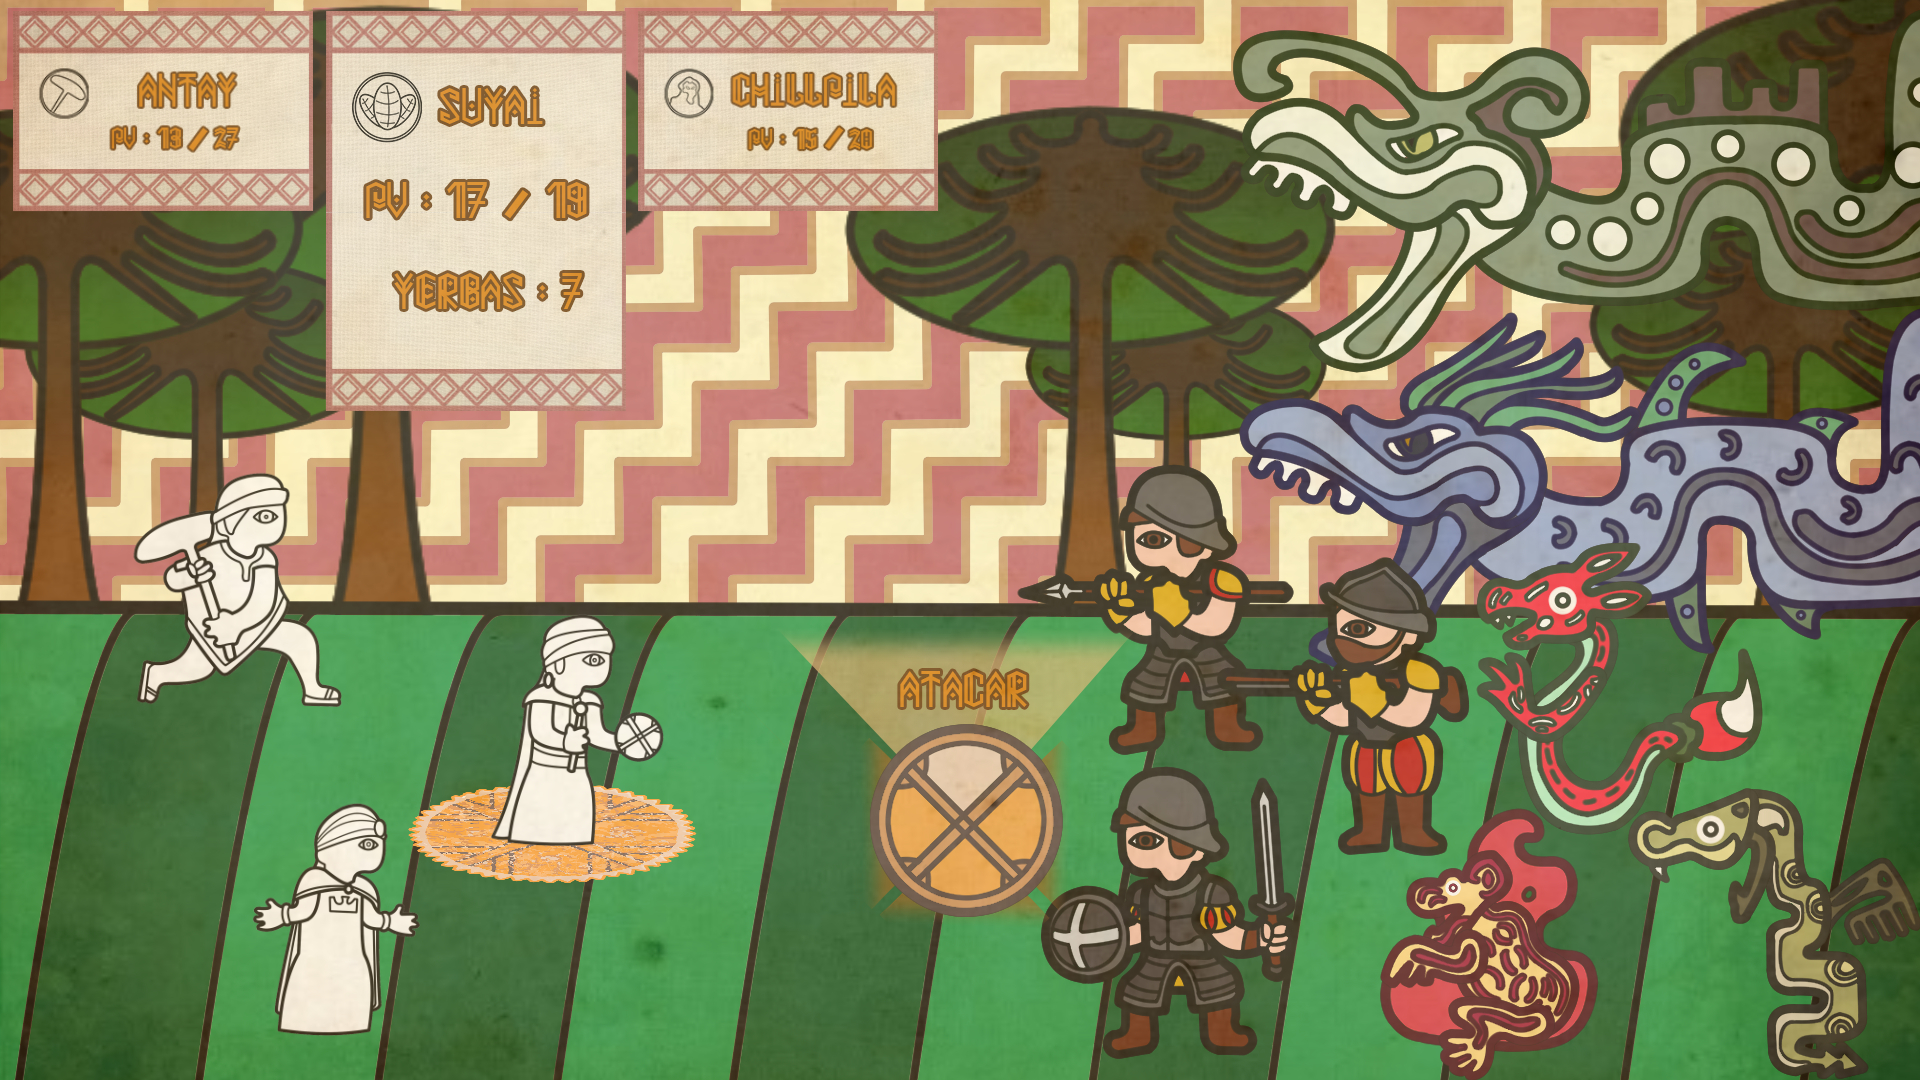 ANTAY
PV : 13 / 27
SUYAi
PV : 17 / 19
YERBAS : 7
CHiLLPiLA
PV : 15 / 20
ATACAR